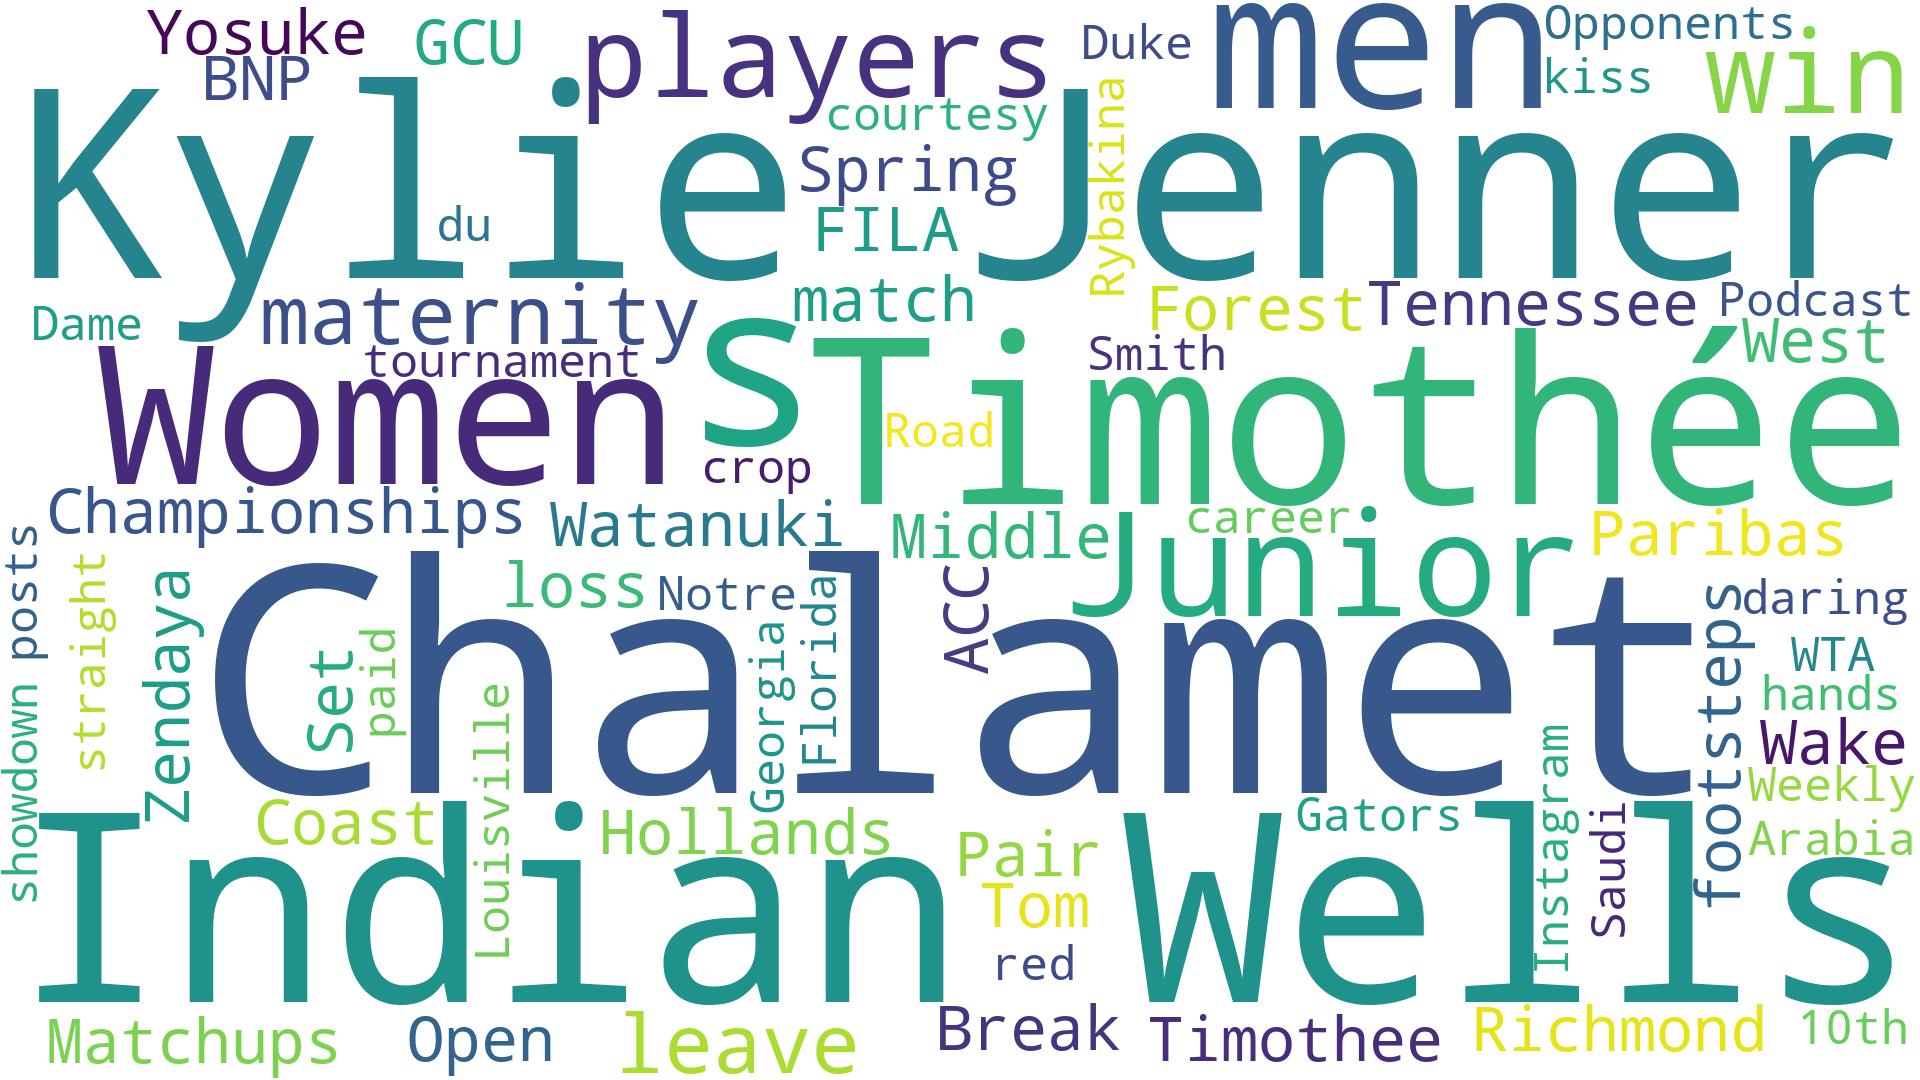 Yosuke
GCU
players
Duke
men
Opponents
win
BNP
kiss
courtesy
Kylie Jenner
Rybakina
Spring
du
FILA
Dame
maternity
match
Forest
Tennessee
Podcast
West
tournament
Smith
Women
s
Timothée
Road
crop
Championships
Watanuki
Middle
career
Junior
Paribas
posts
straight
Zendaya
loss
Notre
Florida
ACC
daring
footsteps
Chalamet
Set
paid
Georgia
WTA
hands
showdown
Louisville
Wake
Weekly
Instagram
Saudi
Arabia
Coast
Hollands
Pair
Gators
Indian Wells
Tom
red
Matchups
Open
leave
Break
Timothee
Richmond
10th